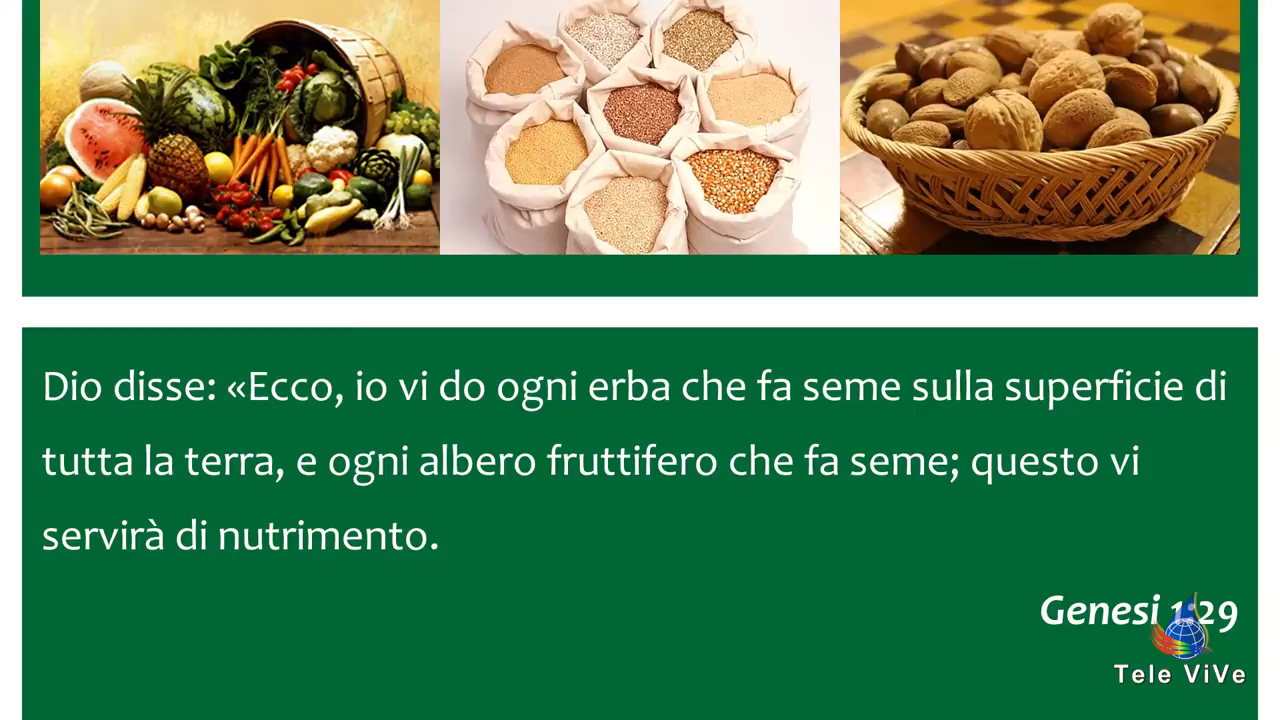 Dio disse: «Ecco, io vi do ogni erba che fa seme sulla superficie di
tutta la terra, e ogni albero fruttifero che fa seme; questo vi
servirà di nutrimento.
Genesi 1:29
Tele ViVe